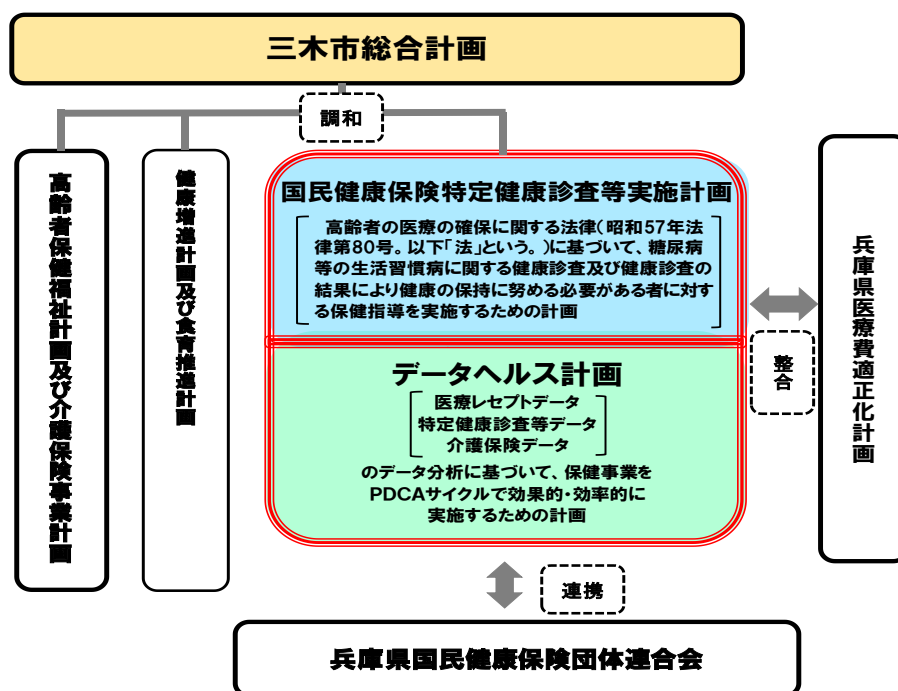 三木市総合計画
調和
高齢者保健福祉計画及び介護保険事業計画
健康増進計画及び食育推進計画
国民健康保険特定健康診査等実施計画
高齢者の医療の確保に関する法律(昭和57年法
律第80号。以下「法」という。)に基づいて、糖尿病
等の生活習慣病に関する健康診査及び健康診査の
結果により健康の保持に努める必要がある者に対す
る保健指導を実施するための計画
データヘルス計画
医療レセプトデータ
特定健康診査等データ
介護保険データ
のデータ分析に基づいて、保健事業を
PDCAサイクルで効果的・効率的に
実施するための計画
整合
兵庫県医療費適正化計画
連携
兵庫県国民健康保険団体連合会